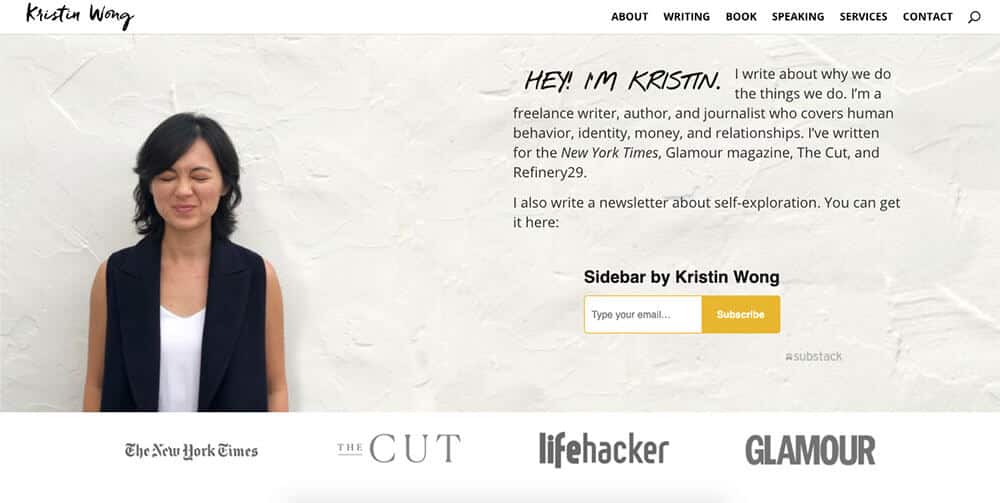 Kristin Wong
ABOUT WRITING BOOK SPEAKING SERVICES CONTACT
HEY! I'M KRISTIN. I write about why we do
the things we do. I'm a
freelance writer, author, and journalist who covers human
behavior, identity, money, and relationships. I've written
for the New York Times, Glamour magazine, The Cut, and
Refinery29.
I also write a newsletter about self-exploration. You can get
it here:
Sidebar by Kristin Wong
Type your email... Subscribe
substack
The New York Times THE CUT lifehacker GLAMOUR